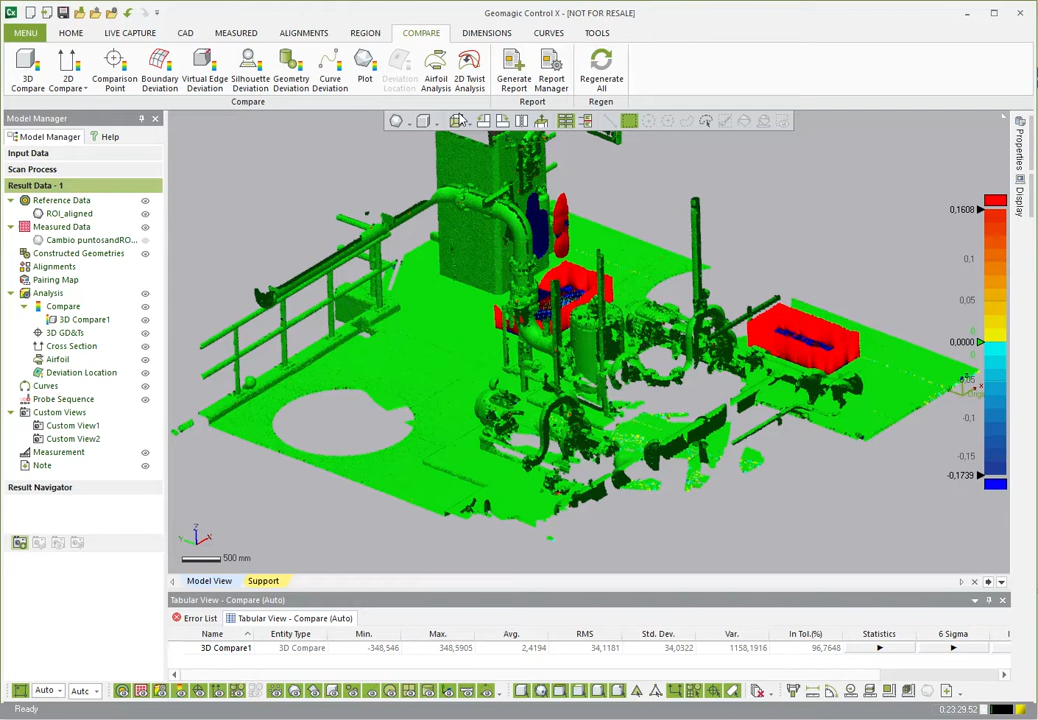 Geomagic Control X - [NOT FOR RESALE]
MENU HOME LIVE CAPTURE CAD MEASURED ALIGNMENTS REGION COMPARE DIMENSIONS CURVES TOOLS
3D Compare
2D Compare
Comparison Point
Boundary Deviation
Virtual Edge Deviation
Silhouette Deviation
Geometry Deviation
Curve Deviation
Plot
Deviation Location
Airfoil Analysis
2D Twist Analysis
Generate Report
Report Manager
Regenerate All
Compare Report Regen
Model Manager
Model Manager Help
Input Data
Scan Process
Result Data - 1
Reference Data
ROI_aligned
Measured Data
Cambio puntosandRO...
Constructed Geometries
Alignments
Pairing Map
Analysis
Compare
3D Compare1
3D GD&Ts
Cross Section
Airfoil
Deviation Location
Curves
Probe Sequence
Custom Views
Custom View1
Custom View2
Measurement
Note
Result Navigator
Properties
Display
0,1608
0,1
0,05
0
0,0000
0
-0,1
-0,15
-0,1739
Z
Y X
500 mm
Model View Support
Tabular View - Compare (Auto)
Error List Tabular View - Compare (Auto)
Name Entity Type Min. Max. Avg. RMS Std. Dev. Var. In Tol.(%) Statistics 6 Sigma
3D Compare1 3D Compare -348,546 348,5905 2,4194 34,1181 34,0322 1158,1916 96,7648
Auto Autc
Ready 0:23:29.52